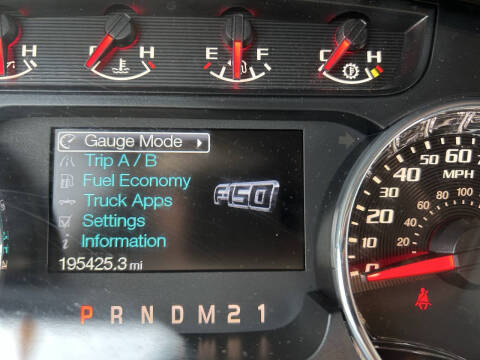 H
C H
E F
C H
Gauge Mode
Trip A / B
Fuel Economy
Truck Apps
Settings
Information
F-150
195425.3 mi
P R N D M 2 1
50 60
MPH
40
30
20
10
0
100
80
60
40
20